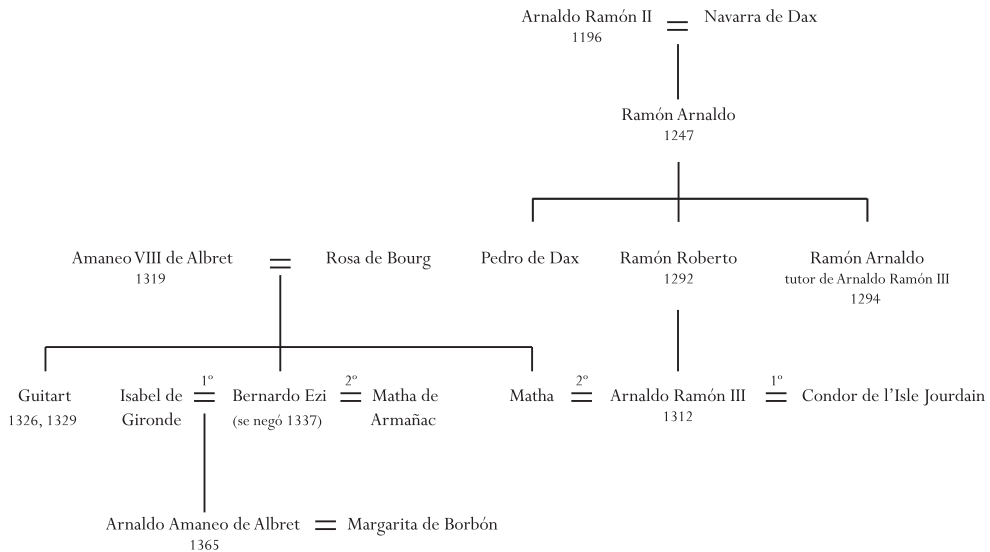 Arnaldo Ramón II = Navarra de Dax
1196
Ramón Arnaldo
1247
Amaneo VIII de Albret = Rosa de Bourg
1319
Pedro de Dax
Ramón Roberto
1292
Ramón Arnaldo
tutor de Arnaldo Ramón III
1294
Guitart
1326, 1329
Isabel de
Gironde
1º
Bernardo Ezi
(se negó 1337)
2º
Matha de
Armañac
Matha
2º
Arnaldo Ramón III
1312
1º
Condor de l’Isle Jourdain
Arnaldo Amaneo de Albret = Margarita de Borbón
1365